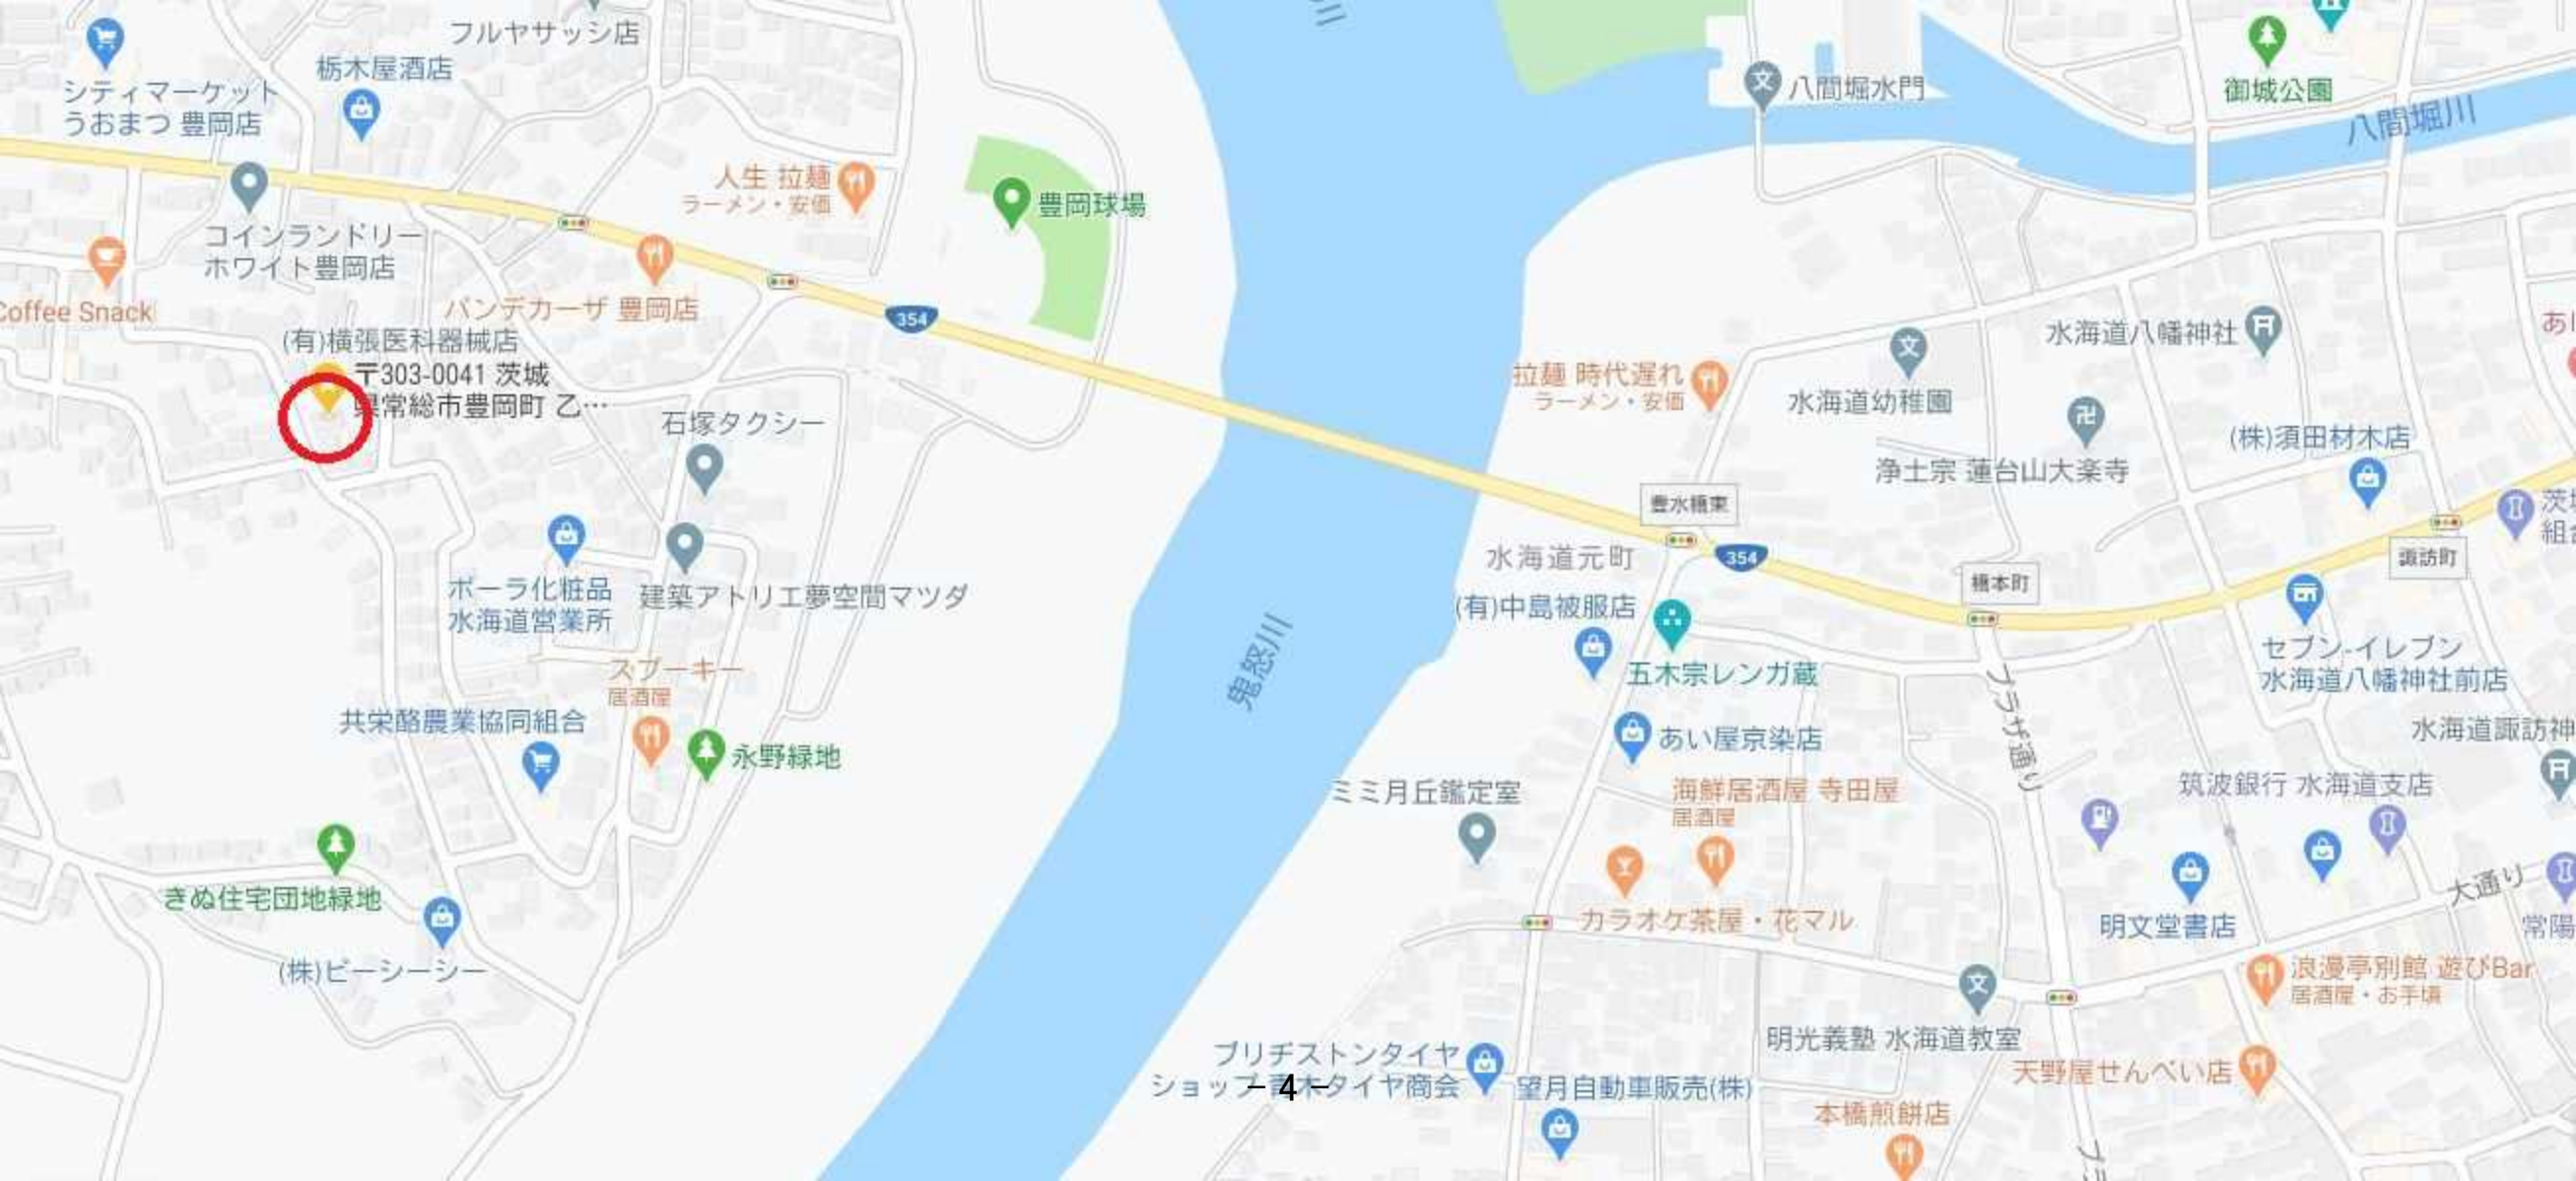 フルヤサッシ店
栃木屋酒店
シティマーケット
うおまつ 豊岡店
八間堀水門
御城公園
八間堀川
人生 拉麺
ラーメン・安価
豊岡球場
コインランドリー
ホワイト豊岡店
パンデカーザ 豊岡店
Coffee Snack
354
(有)横張医科器械店
〒303-0041 茨城
県常総市豊岡町 乙…
石塚タクシー
拉麺 時代遅れ
ラーメン・安価
水海道幼稚園
水海道八幡神社
浄土宗 蓮台山大楽寺
(株)須田材木店
豊水橋東
水海道元町
354
橋本町
諏訪町
茨城
組合
ポーラ化粧品
水海道営業所
建築アトリエ夢空間マツダ
(有)中島被服店
五木宗レンガ蔵
セブン-イレブン
水海道八幡神社前店
鬼怒川
スプーキー
居酒屋
共栄酪農業協同組合
永野緑地
あい屋京染店
プラザ通り
水海道諏訪神
ミミ月丘鑑定室
海鮮居酒屋 寺田屋
居酒屋
筑波銀行 水海道支店
きぬ住宅団地緑地
カラオケ茶屋・花マル
明文堂書店
大通り
常陽
(株)ピーシーシー
浪漫亭別館 遊びBar
居酒屋・お手頃
明光義塾 水海道教室
ブリヂストンタイヤ
ショップ 青木タイヤ商会
望月自動車販売(株)
天野屋せんべい店
本橋煎餅店
- 4 -